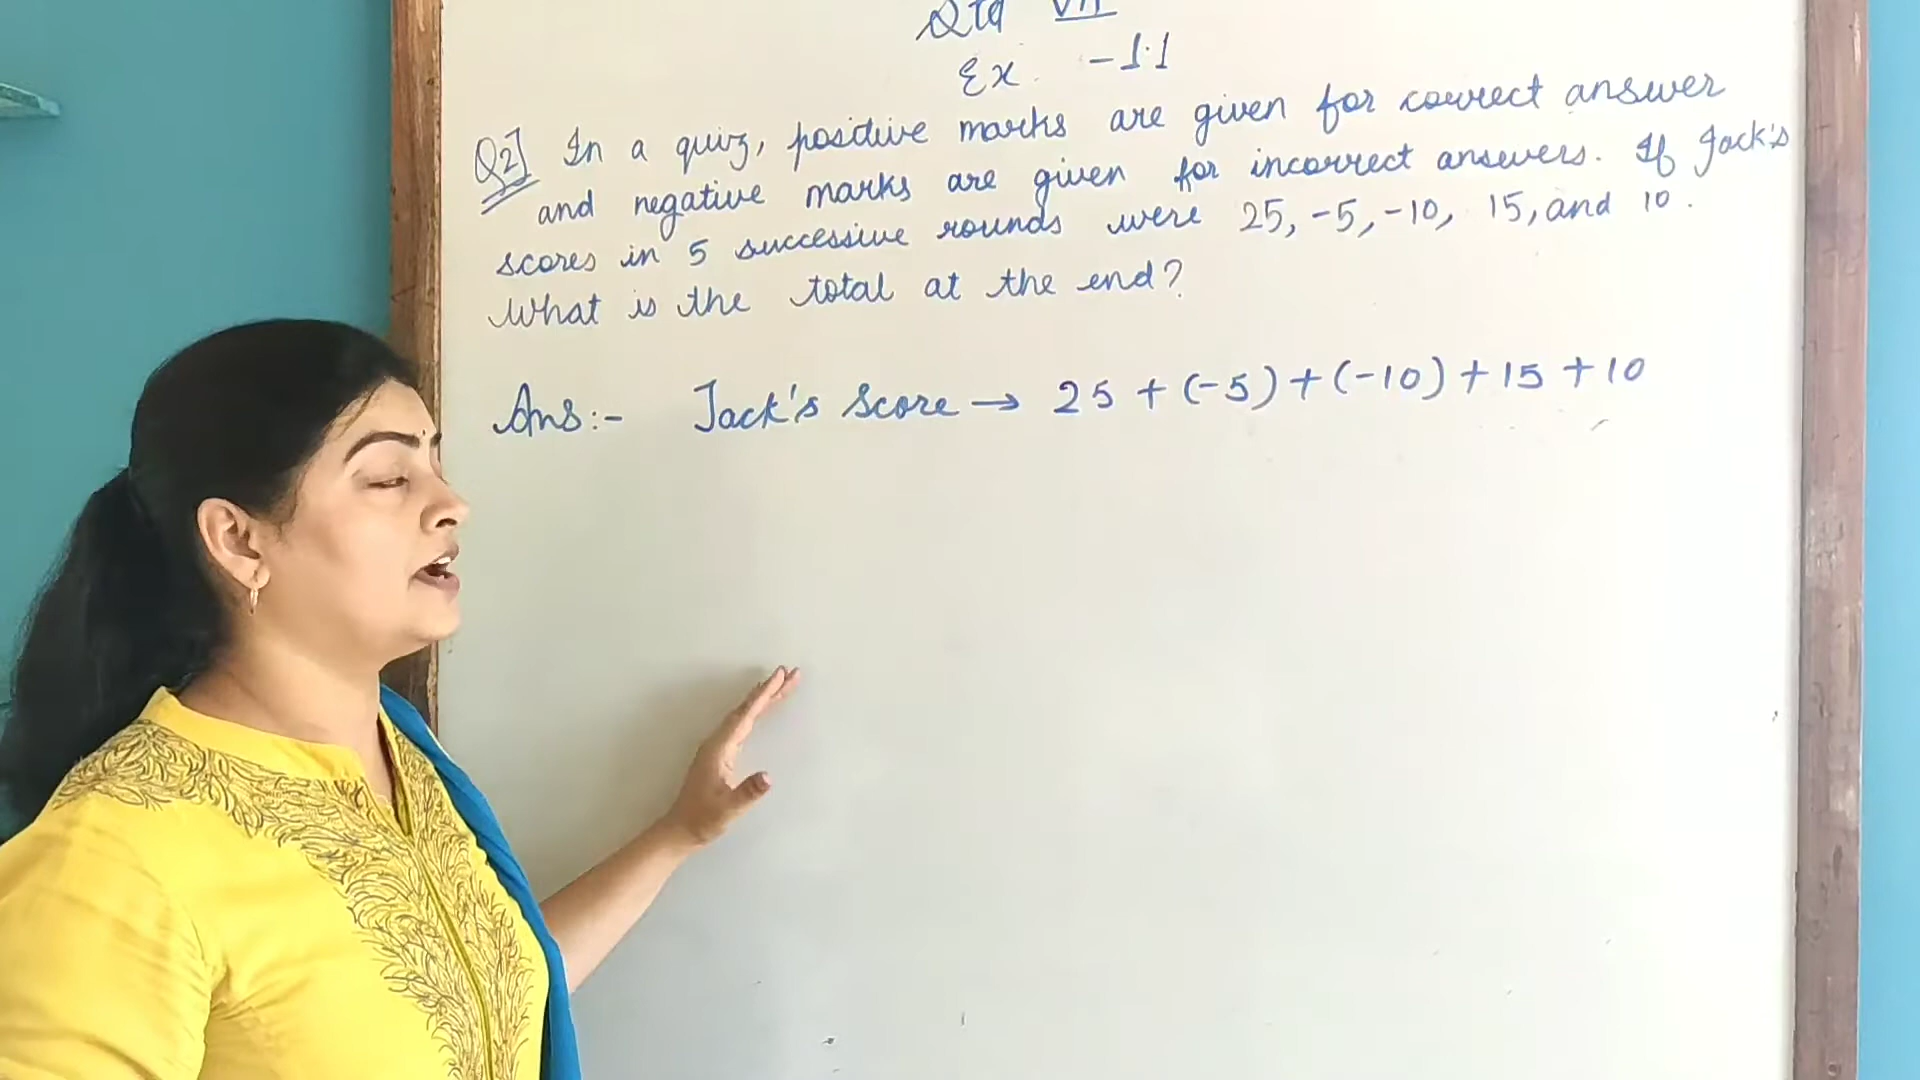 Std VII
Ex. -1.1
Q2] In a quiz, positive marks are given for correct answer
and negative marks are given for incorrect answers. If Jack's
scores in 5 successive rounds were 25, -5, -10, 15, and 10.
What is the total at the end?
Ans:- Jack's Score → 25 + (-5) + (-10) + 15 + 10